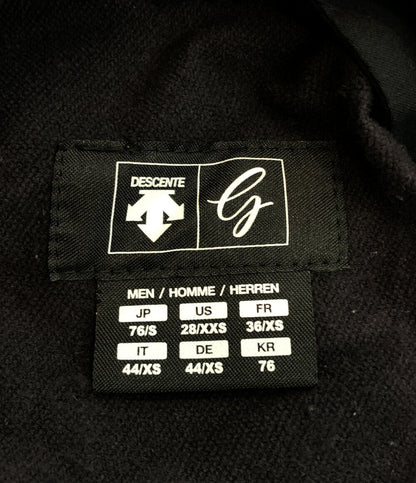 DESCENTE
G
MEN / HOMME / HERREN
JP US FR
76/S 28/XXS 36/XS
IT DE KR
44/XS 44/XS 76